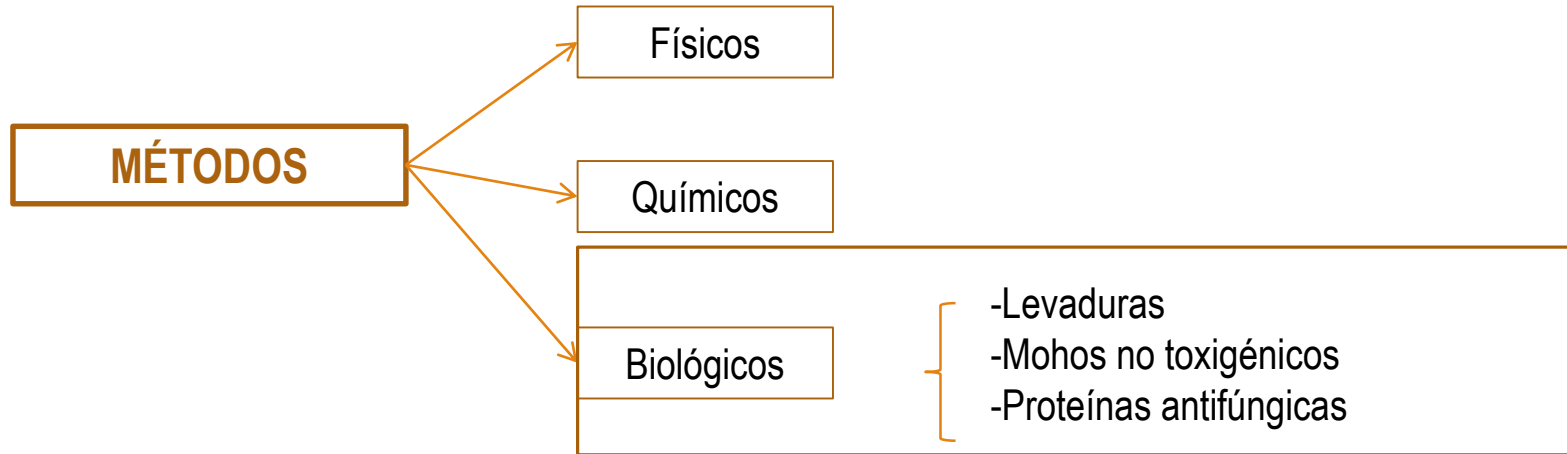 Físicos
MÉTODOS
Químicos
Biológicos
-Levaduras
-Mohos no toxigénicos
-Proteínas antifúngicas